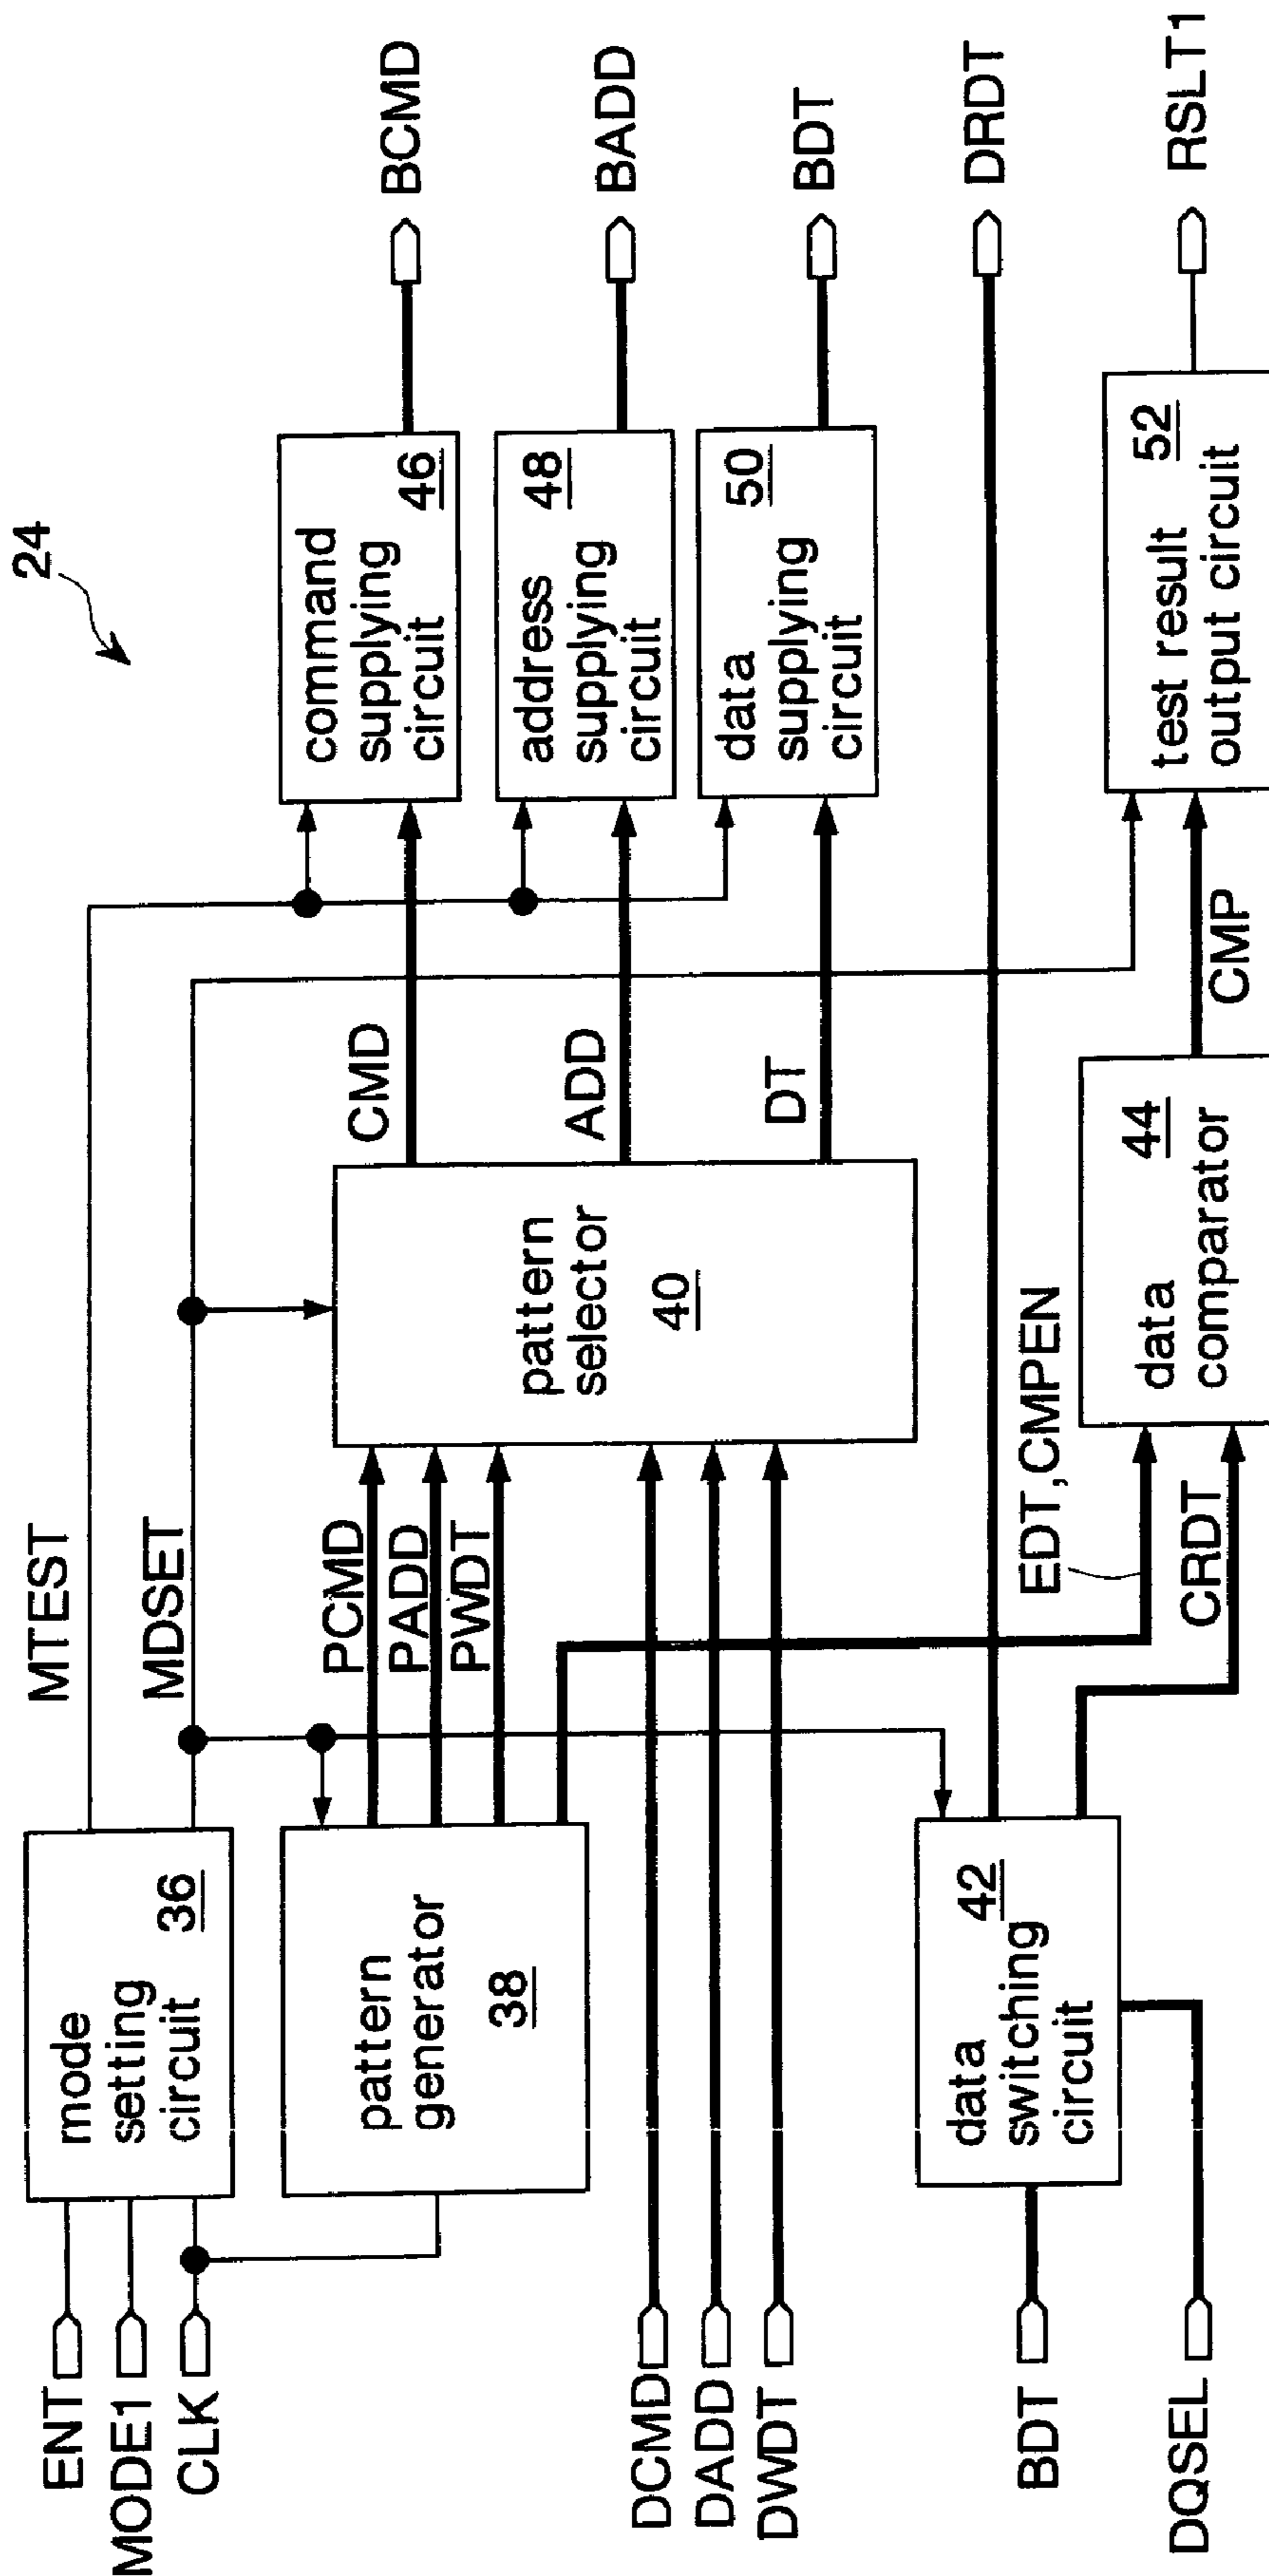 24
ENT
MODE1
CLK
mode
setting
circuit 36
MTEST
MDSET
pattern
generator
38
PCMD
PADD
PWDT
DCMD
DADD
DWDT
pattern
selector
40
CMD
ADD
DT
command
supplying
circuit 46
BCMD
address 48
supplying
circuit
BADD
data 50
supplying
circuit
BDT
DRDT
BDT
DQSEL
data 42
switching
circuit
EDT,CMPEN
CRDT
data 44
comparator
CMP
test result 52
output circuit
RSLT1